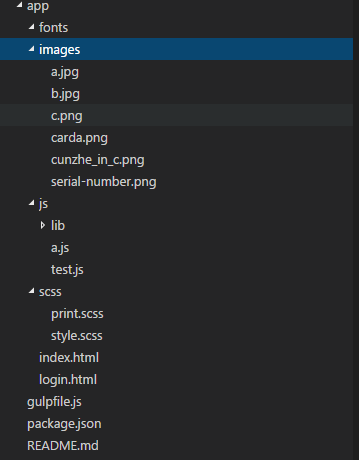 app
fonts
images
a.jpg
b.jpg
c.png
carda.png
cunzhe_in_c.png
serial-number.png
js
lib
a.js
test.js
scss
print.scss
style.scss
index.html
login.html
gulpfile.js
package.json
README.md